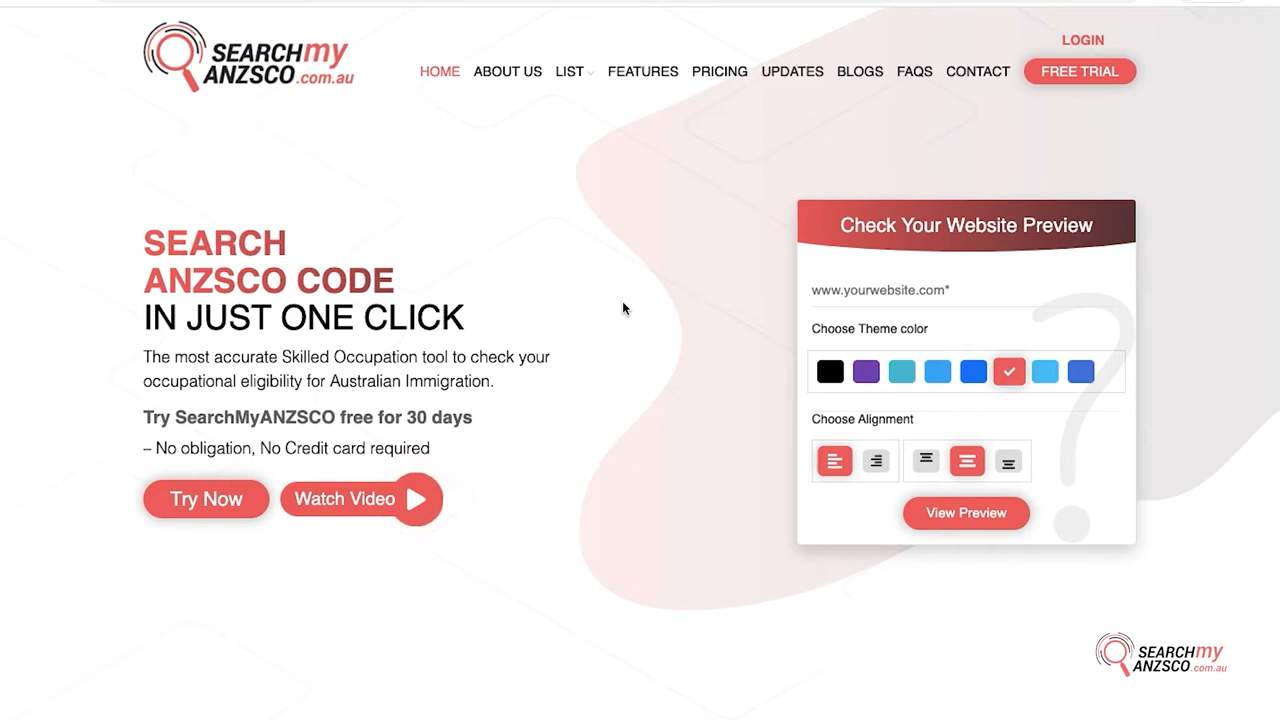 SEARCHmy
ANZSCO.com.au
LOGIN
HOME ABOUT US LIST FEATURES PRICING UPDATES BLOGS FAQS CONTACT FREE TRIAL
SEARCH
ANZSCO CODE
IN JUST ONE CLICK
The most accurate Skilled Occupation tool to check your
occupational eligibility for Australian Immigration.
Try SearchMyANZSCO free for 30 days
– No obligation, No Credit card required
Try Now Watch Video
Check Your Website Preview
www.yourwebsite.com*
Choose Theme color
Choose Alignment
View Preview
SEARCHmy
ANZSCO.com.au